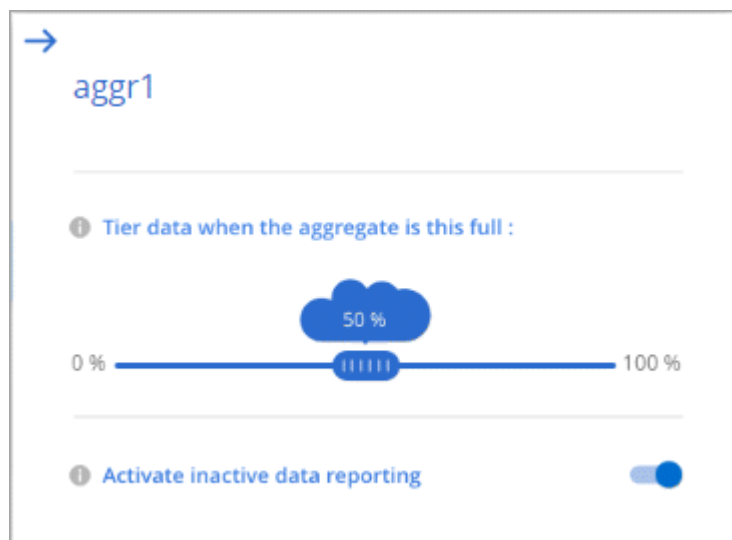 aggr1
Tier data when the aggregate is this full :
50 %
0 % 100 %
Activate inactive data reporting